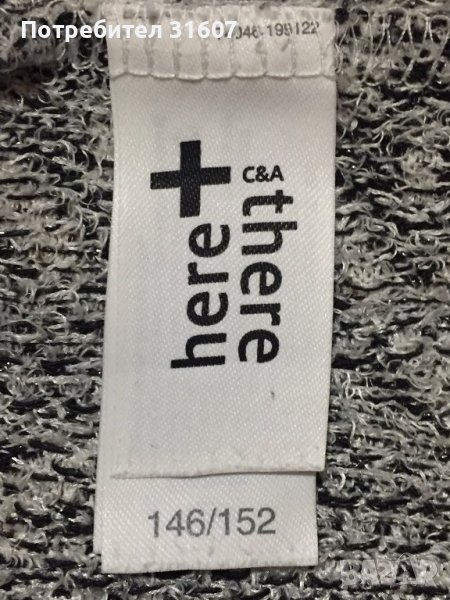 Потребител 31607
here +
C&A
there
146/152